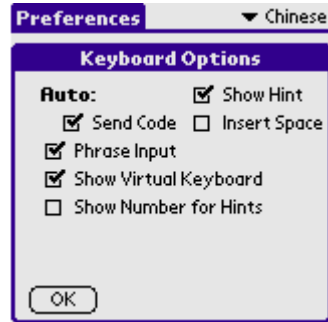 Preferences ▼ Chinese
Keyboard Options
Auto: Show Hint
Send Code Insert Space
Phrase Input
Show Virtual Keyboard
Show Number for Hints
OK